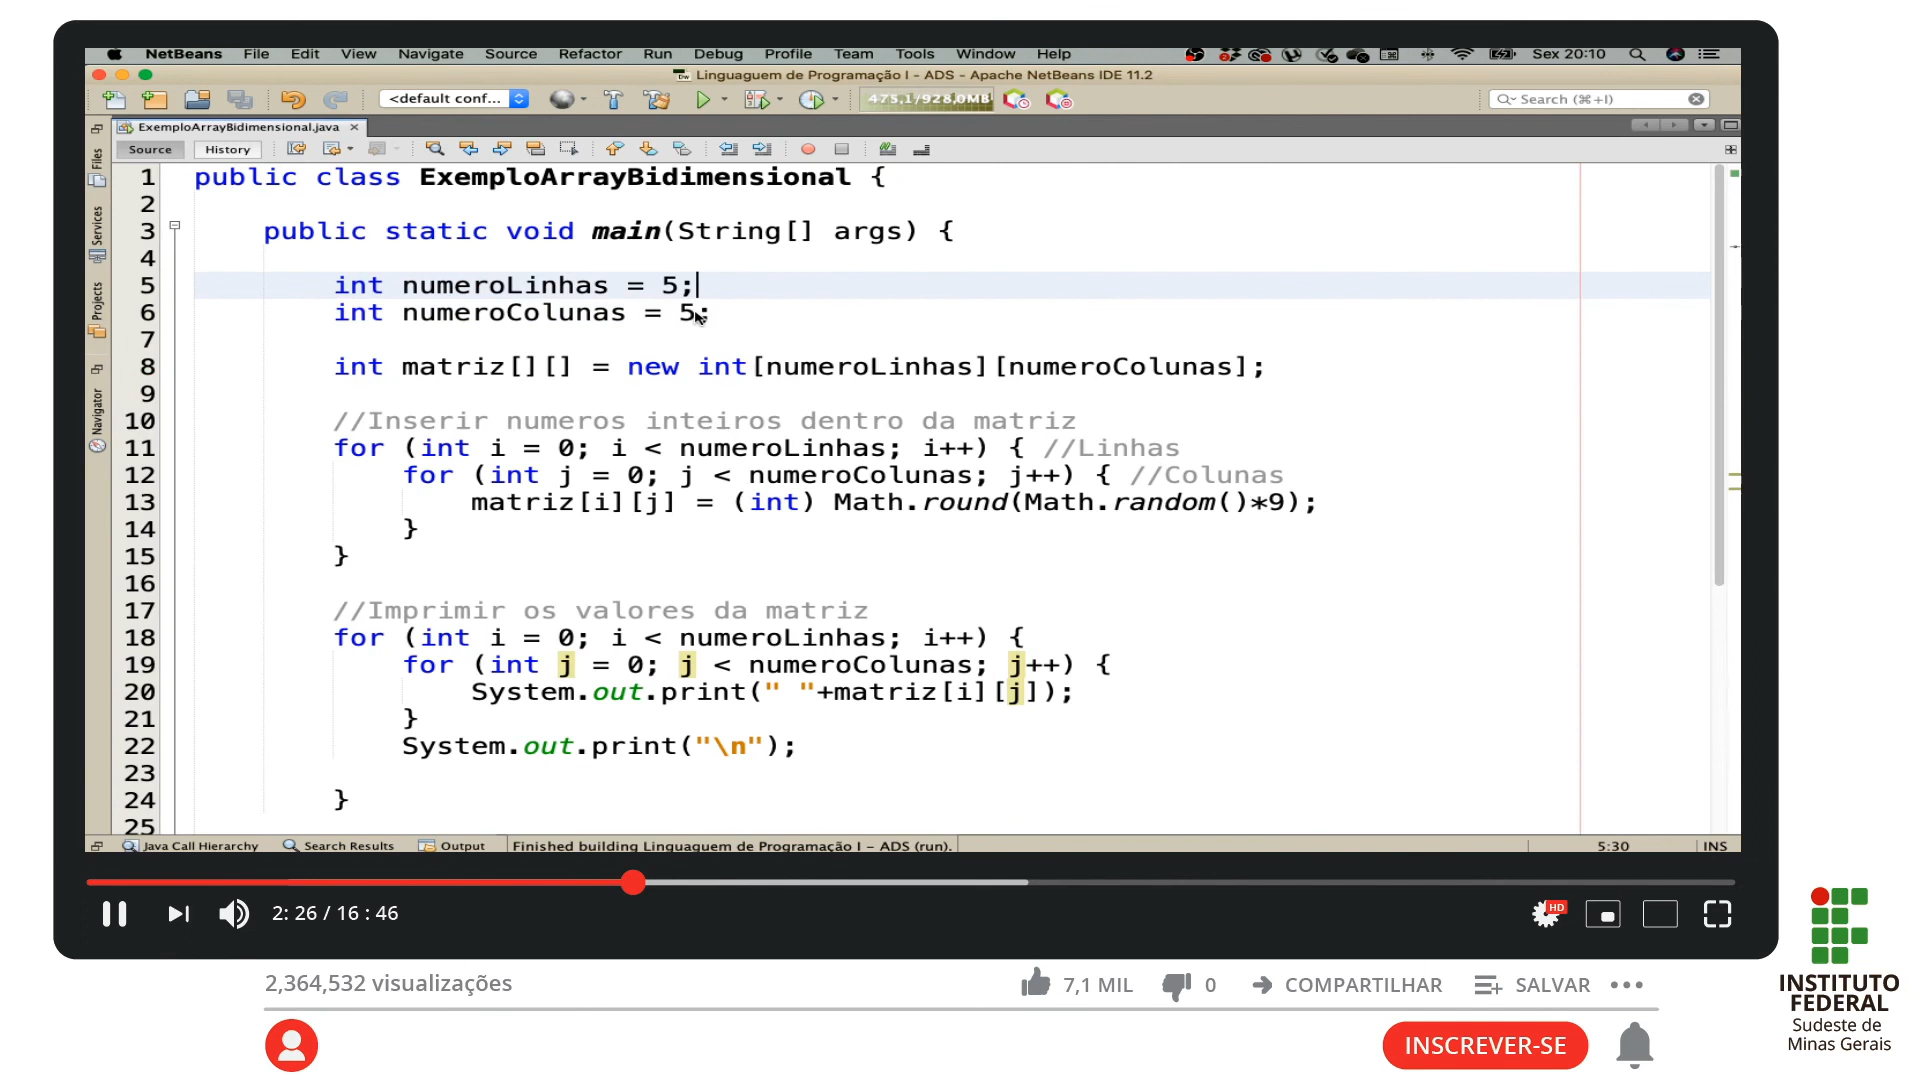 NetBeans File Edit View Navigate Source Refactor Run Debug Profile Team Tools Window Help Sex 20:10
Linguaguem de Programação I - ADS - Apache NetBeans IDE 11.2
<default conf... 475,1/928,0MB Search (⌘+I)
ExemploArrayBidimensional.java
Source History
Files
Services
Projects
Navigator
1 public class ExemploArrayBidimensional {
2
3 public static void main(String[] args) {
4
5 int numeroLinhas = 5;
6 int numeroColunas = 5;
7
8 int matriz[][] = new int[numeroLinhas][numeroColunas];
9
10 //Inserir numeros inteiros dentro da matriz
11 for (int i = 0; i < numeroLinhas; i++) { //Linhas
12 for (int j = 0; j < numeroColunas; j++) { //Colunas
13 matriz[i][j] = (int) Math.round(Math.random()*9);
14 }
15 }
16
17 //Imprimir os valores da matriz
18 for (int i = 0; i < numeroLinhas; i++) {
19 for (int j = 0; j < numeroColunas; j++) {
20 System.out.print(" "+matriz[i][j]);
21 }
22 System.out.print("\n");
23
24 }
25
Java Call Hierarchy Search Results Output Finished building Linguaguem de Programação I - ADS (run). 5:30 INS
2: 26 / 16 : 46 HD
2,364,532 visualizações 7,1 MIL 0 COMPARTILHAR SALVAR
INSCREVER-SE
INSTITUTO
FEDERAL
Sudeste de
Minas Gerais